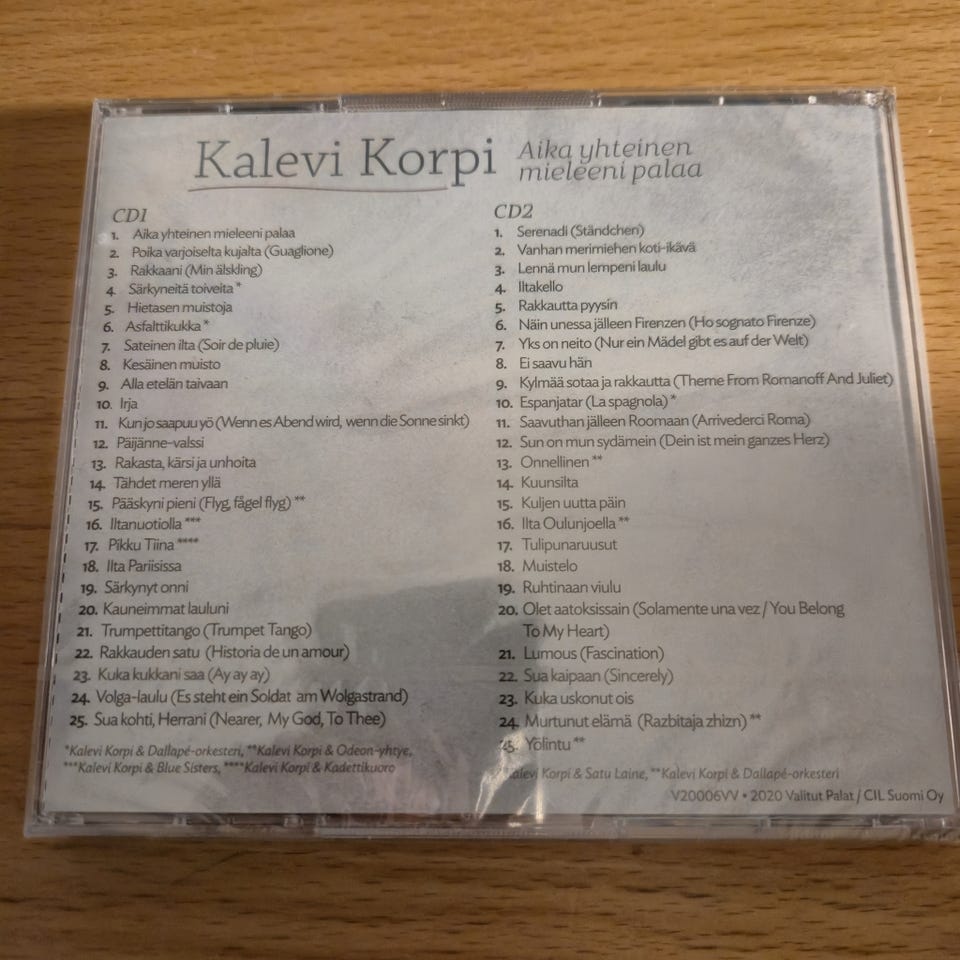 Kalevi Korpi
Aika yhteinen
mieleeni palaa
CD1
1. Aika yhteinen mieleeni palaa
2. Poika varjoiselta kujalta (Guaglione)
3. Rakkaani (Min älskling)
4. Särkyneitä toiveita *
5. Hietasen muistoja
6. Asfalttikukka *
7. Sateinen ilta (Soir de pluie)
8. Kesäinen muisto
9. Alla etelän taivaan
10. Irja
11. Kun jo saapuu yö (Wenn es Abend wird, wenn die Sonne sinkt)
12. Päijänne-valssi
13. Rakasta, kärsi ja unhoita
14. Tähdet meren yllä
15. Pääskyni pieni (Flyg, fågel flyg) **
16. Iltanuotiolla ***
17. Pikku Tiina ****
18. Ilta Pariisissa
19. Särkynyt onni
20. Kauneimmat lauluni
21. Trumpettitango (Trumpet Tango)
22. Rakkauden satu (Historia de un amour)
23. Kuka kukkani saa (Ay ay ay)
24. Volga-laulu (Es steht ein Soldat am Wolgastrand)
25. Sua kohti, Herrani (Nearer, My God, To Thee)
*Kalevi Korpi & Dallapé-orkesteri, **Kalevi Korpi & Odeon-yhtye,
***Kalevi Korpi & Blue Sisters, ****Kalevi Korpi & Kadettikuoro
CD2
1. Serenadi (Ständchen)
2. Vanhan merimiehen koti-ikävä
3. Lennä mun lempeni laulu
4. Iltakello
5. Rakkautta pyysin
6. Näin unessa jälleen Firenzen (Ho sognato Firenze)
7. Yks on neito (Nur ein Mädel gibt es auf der Welt)
8. Ei saavu hän
9. Kylmää sotaa ja rakkautta (Theme From Romanoff And Juliet)
10. Espanjatar (La spagnola) *
11. Saavuthan jälleen Roomaan (Arrivederci Roma)
12. Sun on mun sydämein (Dein ist mein ganzes Herz)
13. Onnellinen **
14. Kuunsilta
15. Kuljen uutta päin
16. Ilta Oulunjoella **
17. Tulipunaruusut
18. Muistelo
19. Ruhtinaan viulu
20. Olet aatoksissain (Solamente una vez / You Belong
To My Heart)
21. Lumous (Fascination)
22. Sua kaipaan (Sincerely)
23. Kuka uskonut ois
24. Murtunut elämä (Razbitaja zhizn) **
25. Yölintu **
*Kalevi Korpi & Satu Laine, **Kalevi Korpi & Dallapé-orkesteri
V20006VV • 2020 Valitut Palat / CIL Suomi Oy